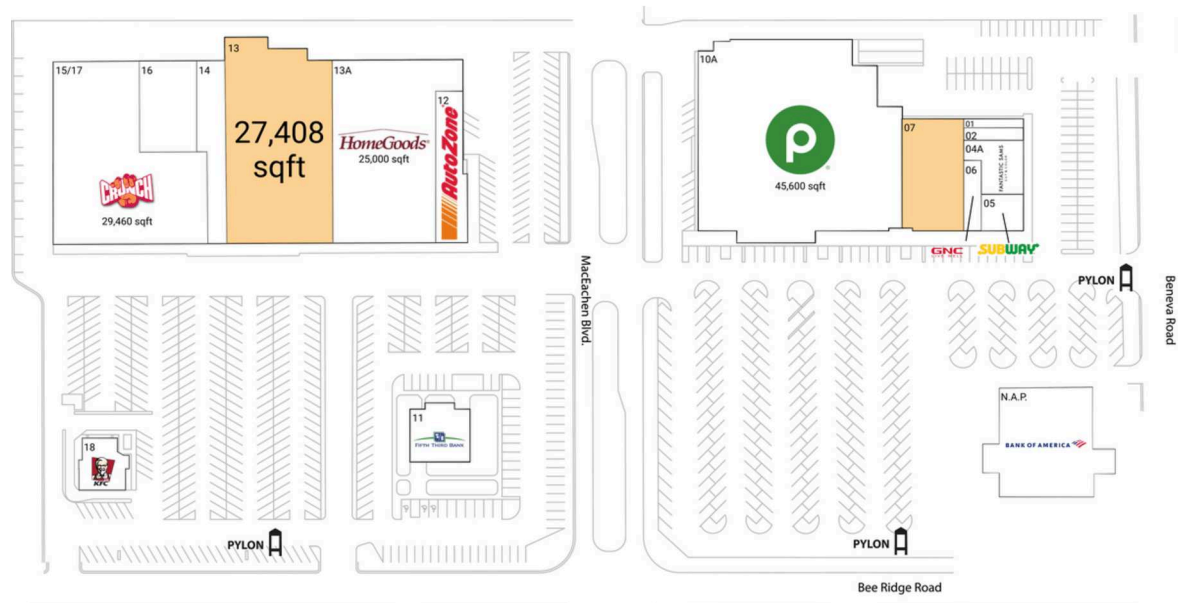 15/17
16
14
13
13A
12
27,408
sqft
HomeGoods
25,000 sqft
AutoZone
CRUNCH
29,460 sqft
10A
P
45,600 sqft
07
01
02
04A
06
FANTASTIC SAMS
05
GNC
SUBWAY
MacEachen Blvd.
PYLON
Beneva Road
11
FIFTH THIRD BANK
18
KFC
N.A.P.
BANK OF AMERICA
PYLON
PYLON
Bee Ridge Road